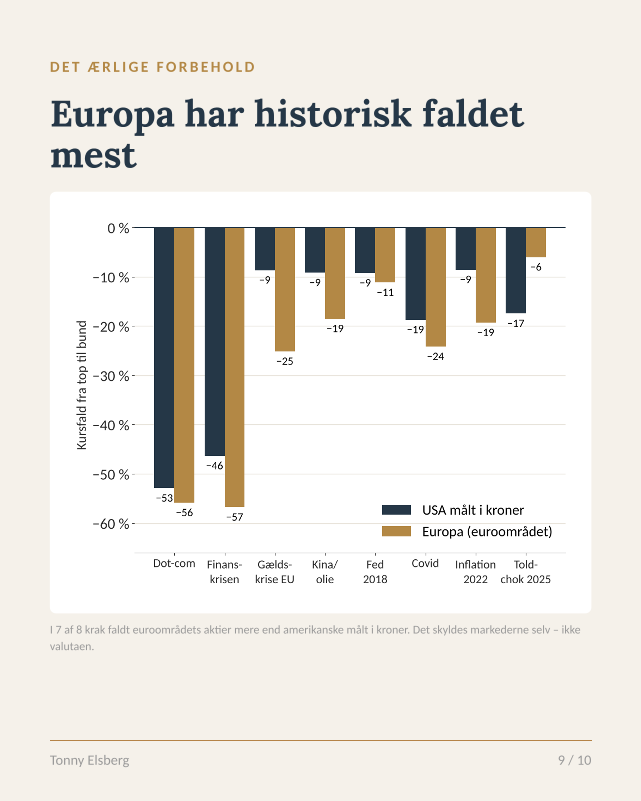 DET ÆRLIGE FORBEHOLD
Europa har historisk faldet
mest
Kursfald fra top til bund
0 %
−10 %
−20 %
−30 %
−40 %
−50 %
−60 %
−53
−56
−46
−57
−9
−25
−9
−19
−9
−11
−19
−24
−9
−19
−17
−6
USA målt i kroner
Europa (euroområdet)
Dot-com
Finans-
krisen
Gælds-
krise EU
Kina/
olie
Fed
2018
Covid
Inflation
2022
Told-
chok 2025
I 7 af 8 krak faldt euroområdets aktier mere end amerikanske målt i kroner. Det skyldes markederne selv – ikke
valutaen.
Tonny Elsberg
9 / 10